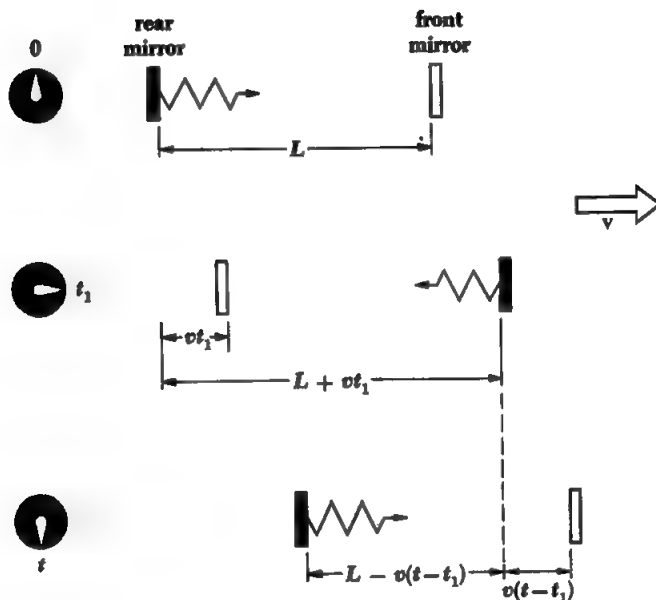 rear
mirror
front
mirror
0
L
v
t₁
vt₁
L + vt₁
t
L − v(t−t₁)
v(t−t₁)